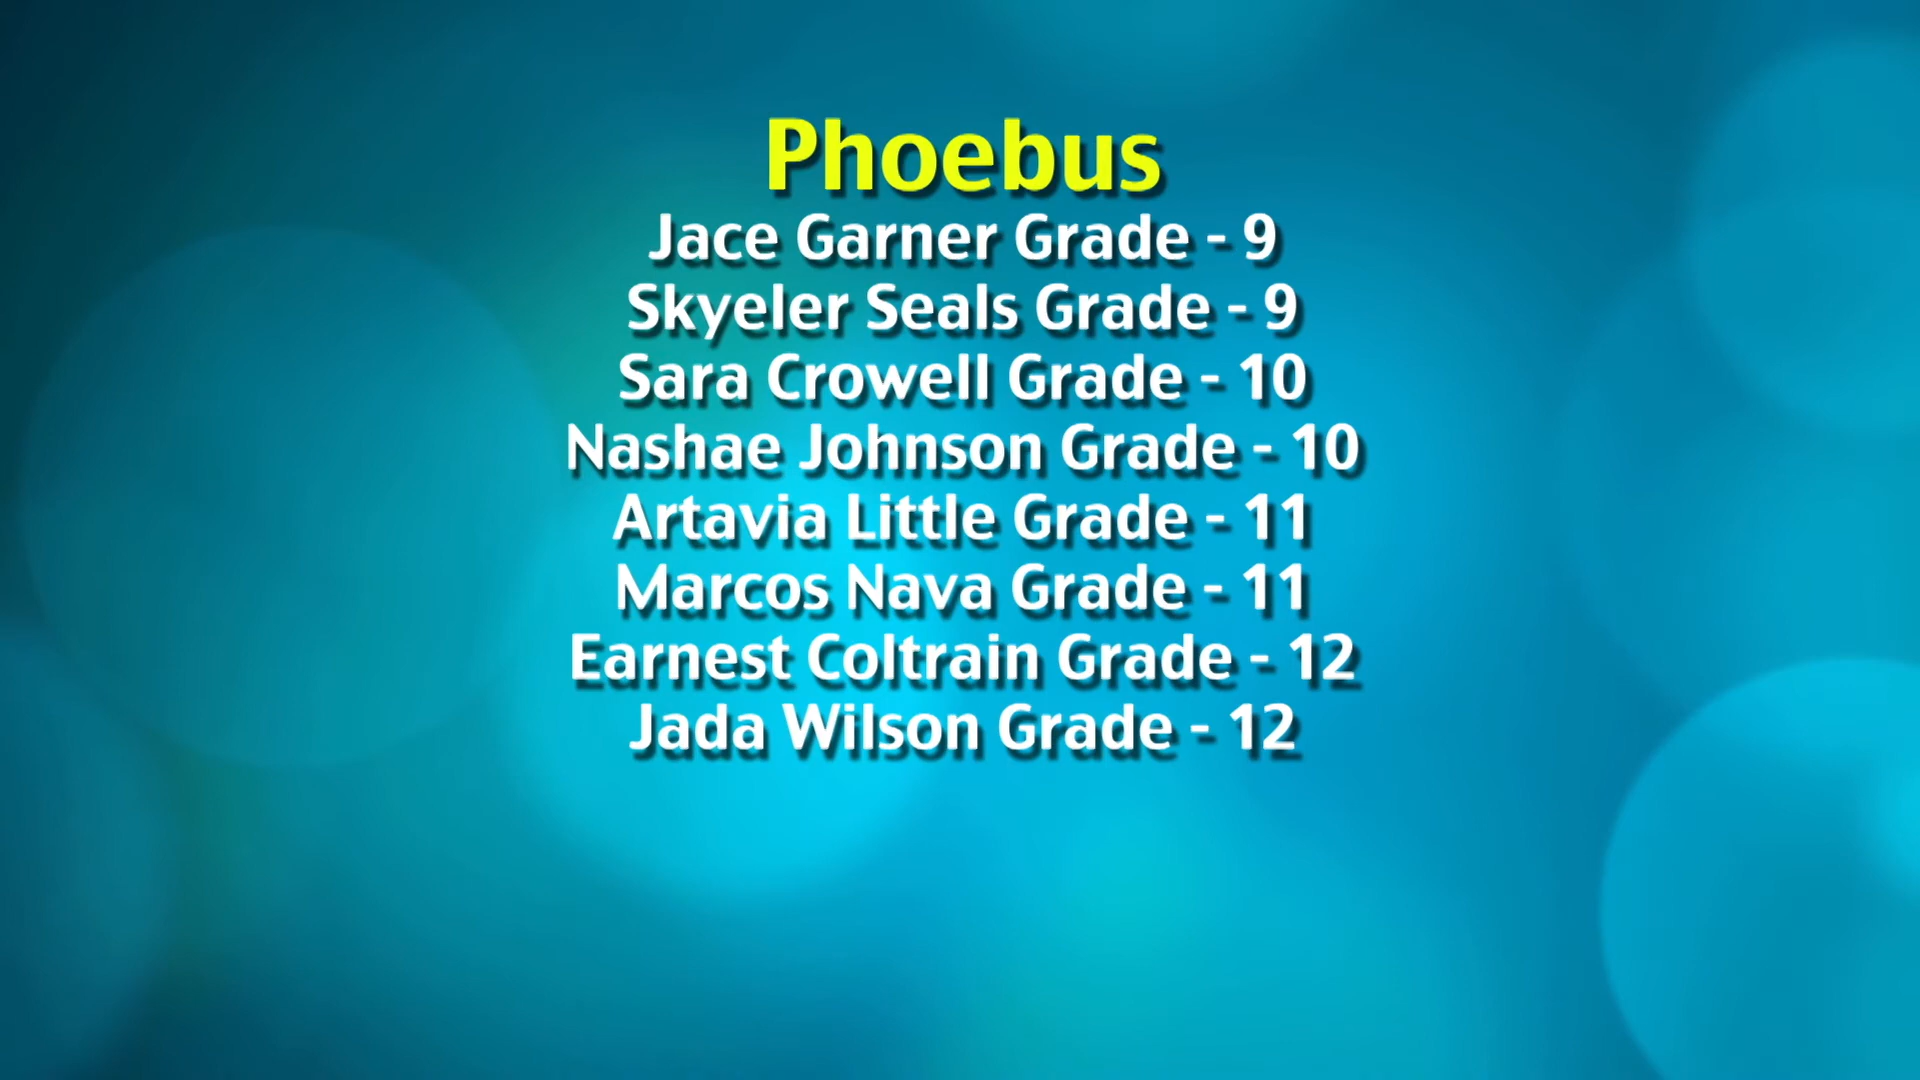 Phoebus
Jace Garner Grade - 9
Skyeler Seals Grade - 9
Sara Crowell Grade - 10
Nashae Johnson Grade - 10
Artavia Little Grade - 11
Marcos Nava Grade - 11
Earnest Coltrain Grade - 12
Jada Wilson Grade - 12